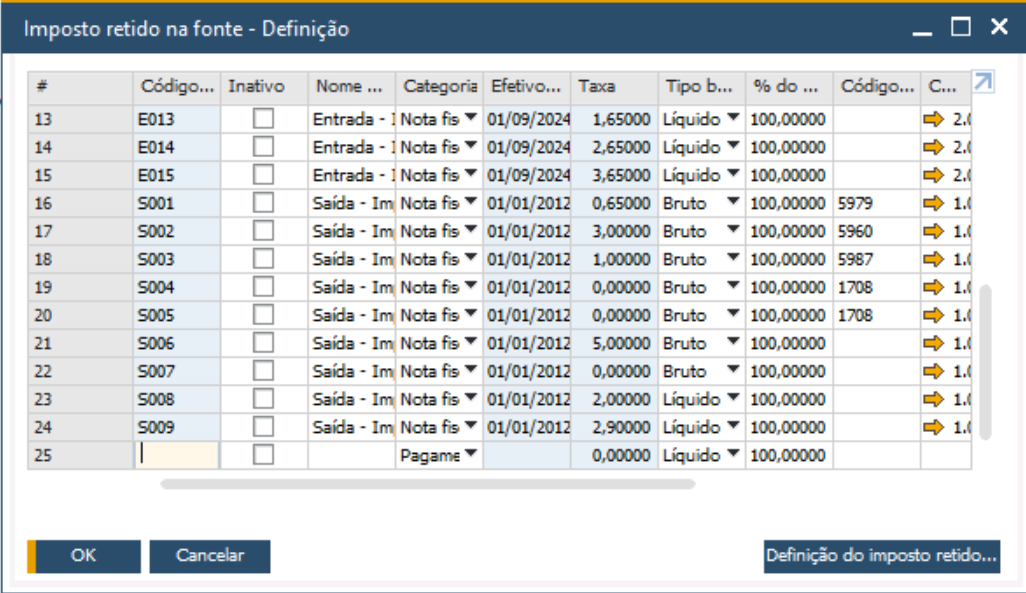 Imposto retido na fonte - Definição
# Código... Inativo Nome ... Categoria Efetivo... Taxa Tipo b... % do ... Código... C...
13 E013 Entrada - I Nota fis 01/09/2024 1,65000 Líquido 100,00000 2.0
14 E014 Entrada - I Nota fis 01/09/2024 2,65000 Líquido 100,00000 2.0
15 E015 Entrada - I Nota fis 01/09/2024 3,65000 Líquido 100,00000 2.0
16 S001 Saída - Im Nota fis 01/01/2012 0,65000 Bruto 100,00000 5979 1.0
17 S002 Saída - Im Nota fis 01/01/2012 3,00000 Bruto 100,00000 5960 1.0
18 S003 Saída - Im Nota fis 01/01/2012 1,00000 Bruto 100,00000 5987 1.0
19 S004 Saída - Im Nota fis 01/01/2012 0,00000 Bruto 100,00000 1708 1.0
20 S005 Saída - Im Nota fis 01/01/2012 0,00000 Bruto 100,00000 1708 1.0
21 S006 Saída - Im Nota fis 01/01/2012 5,00000 Bruto 100,00000 1.0
22 S007 Saída - Im Nota fis 01/01/2012 0,00000 Bruto 100,00000 1.0
23 S008 Saída - Im Nota fis 01/01/2012 2,00000 Líquido 100,00000 1.0
24 S009 Saída - Im Nota fis 01/01/2012 2,90000 Líquido 100,00000 1.0
25 Pagame 0,00000 Líquido 100,00000
OK Cancelar Definição do imposto retido...